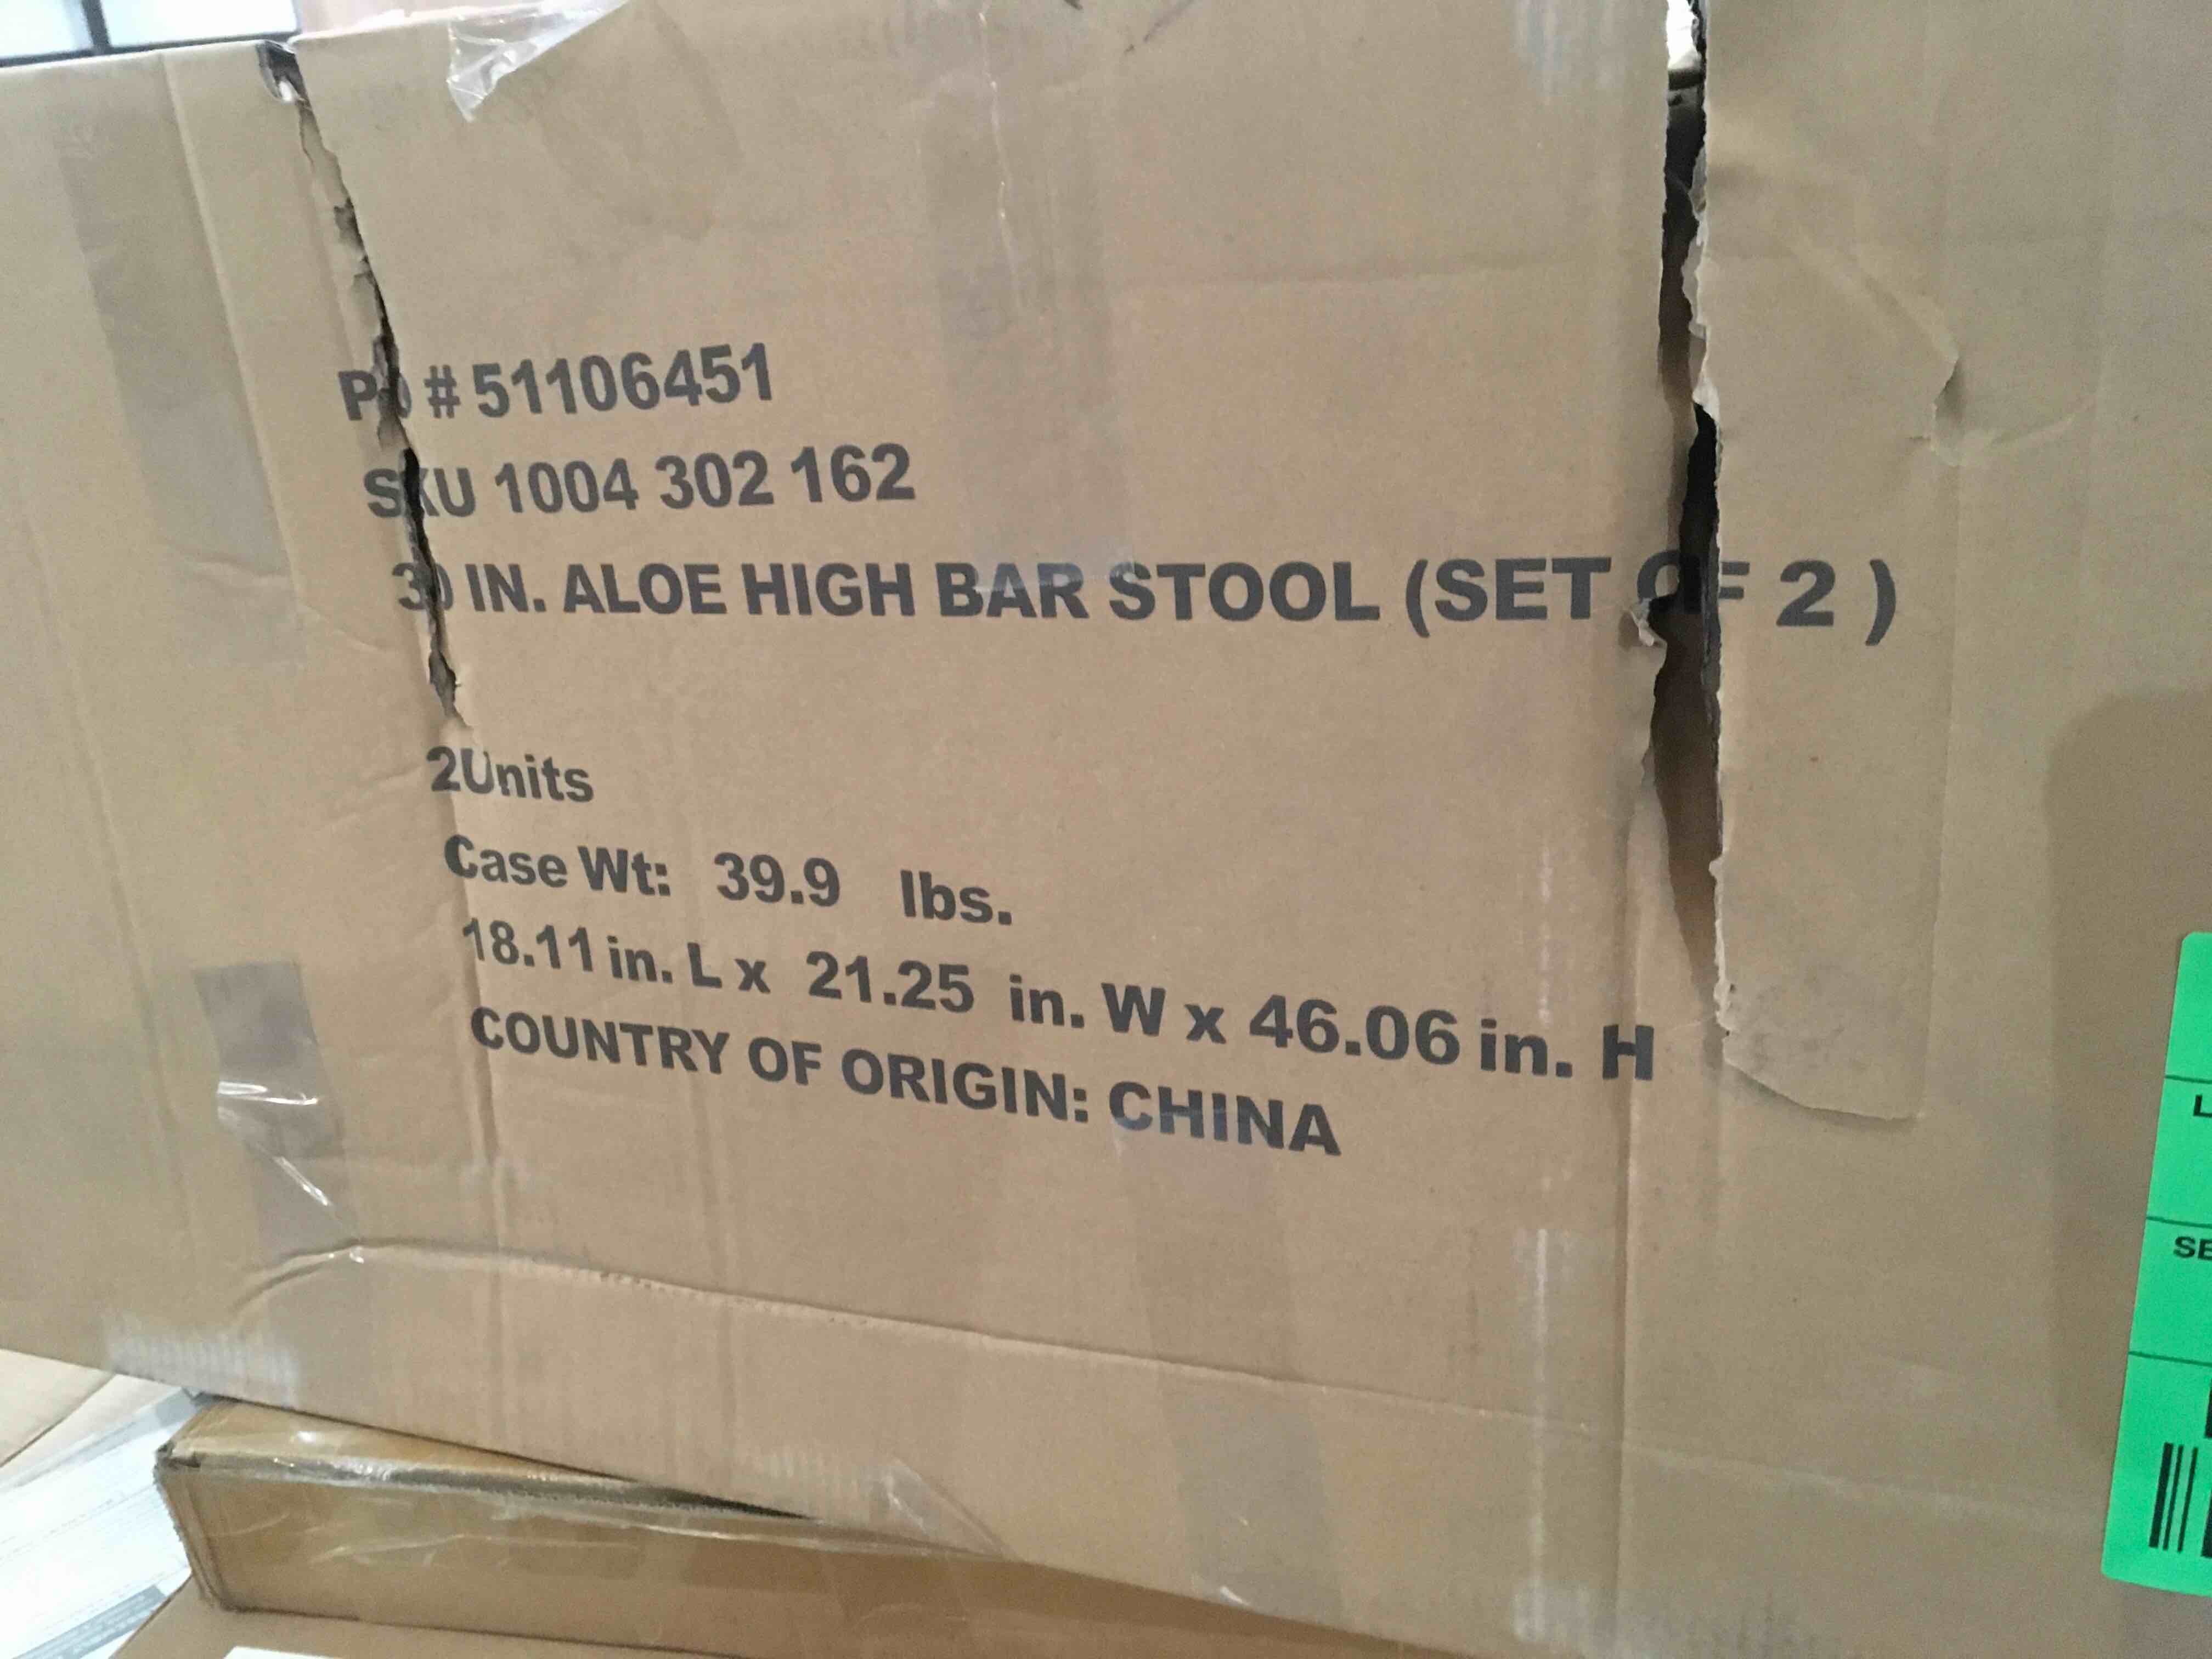 PO # 51106451
SKU 1004 302 162
30 IN. ALOE HIGH BAR STOOL (SET OF 2 )
2Units
Case Wt: 39.9 lbs.
18.11 in. L x 21.25 in. W x 46.06 in. H
COUNTRY OF ORIGIN: CHINA